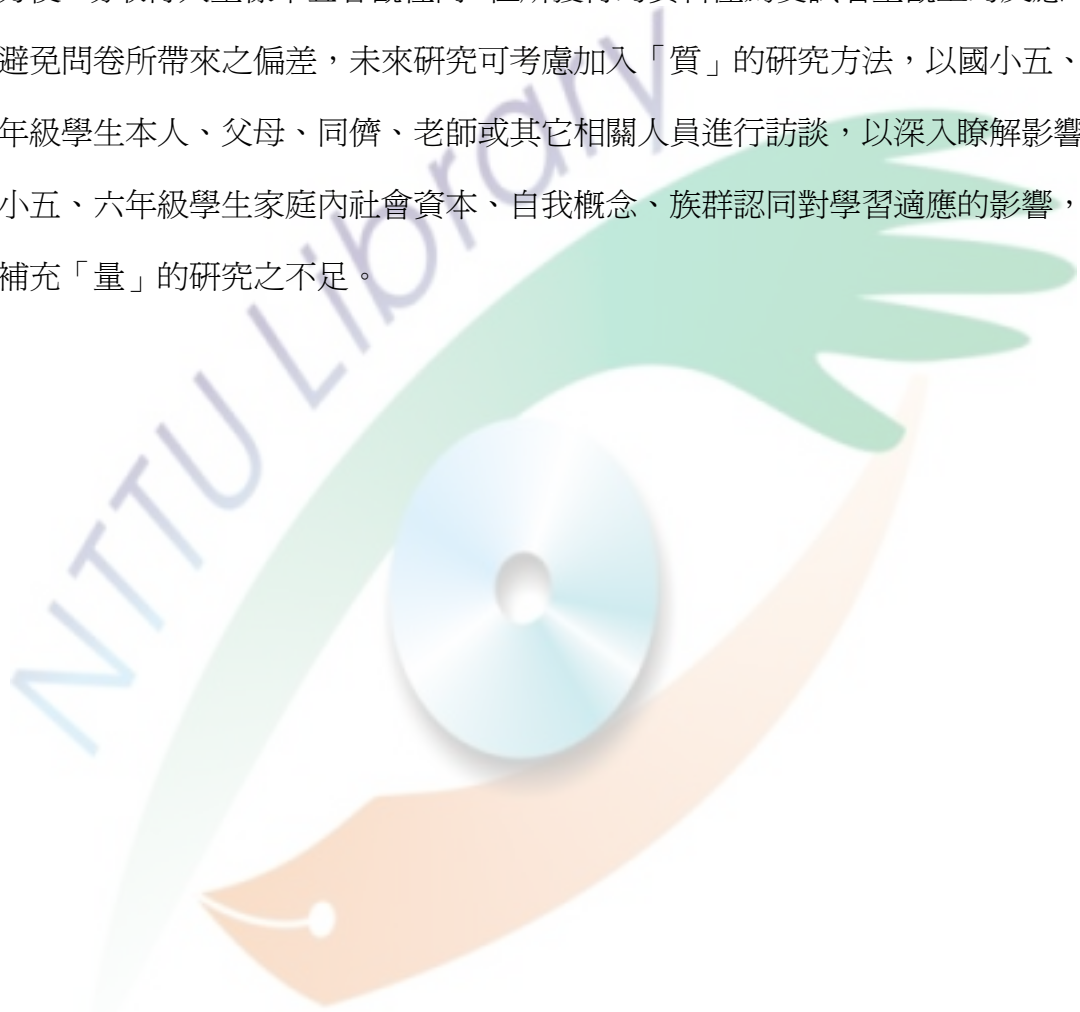 避免問卷所帶來之偏差，未來研究可考慮加入「質」的研究方法，以國小五、
年級學生本人、父母、同儕、老師或其它相關人員進行訪談，以深入瞭解影響
小五、六年級學生家庭內社會資本、自我概念、族群認同對學習適應的影響，
補充「量」的研究之不足。
NTTU Library